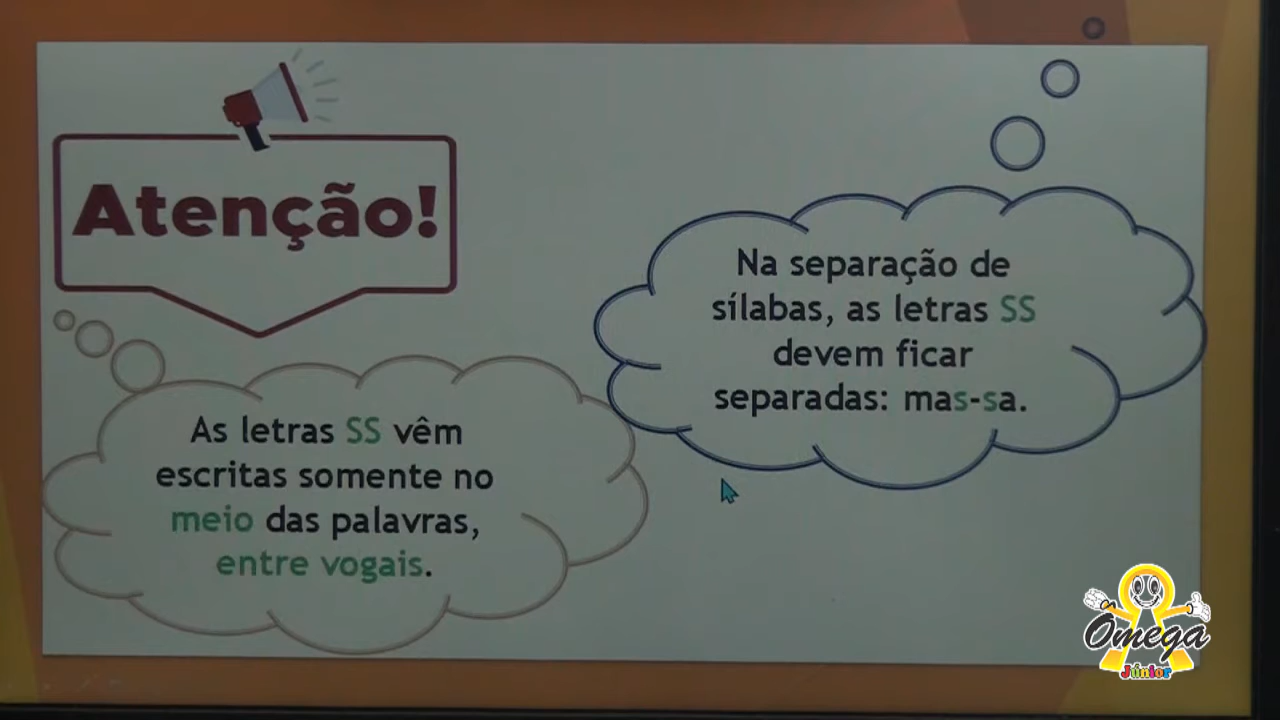 Atenção!
Na separação de
sílabas, as letras SS
devem ficar
separadas: mas-sa.
As letras SS vêm
escritas somente no
meio das palavras,
entre vogais.
Omega
Júnior